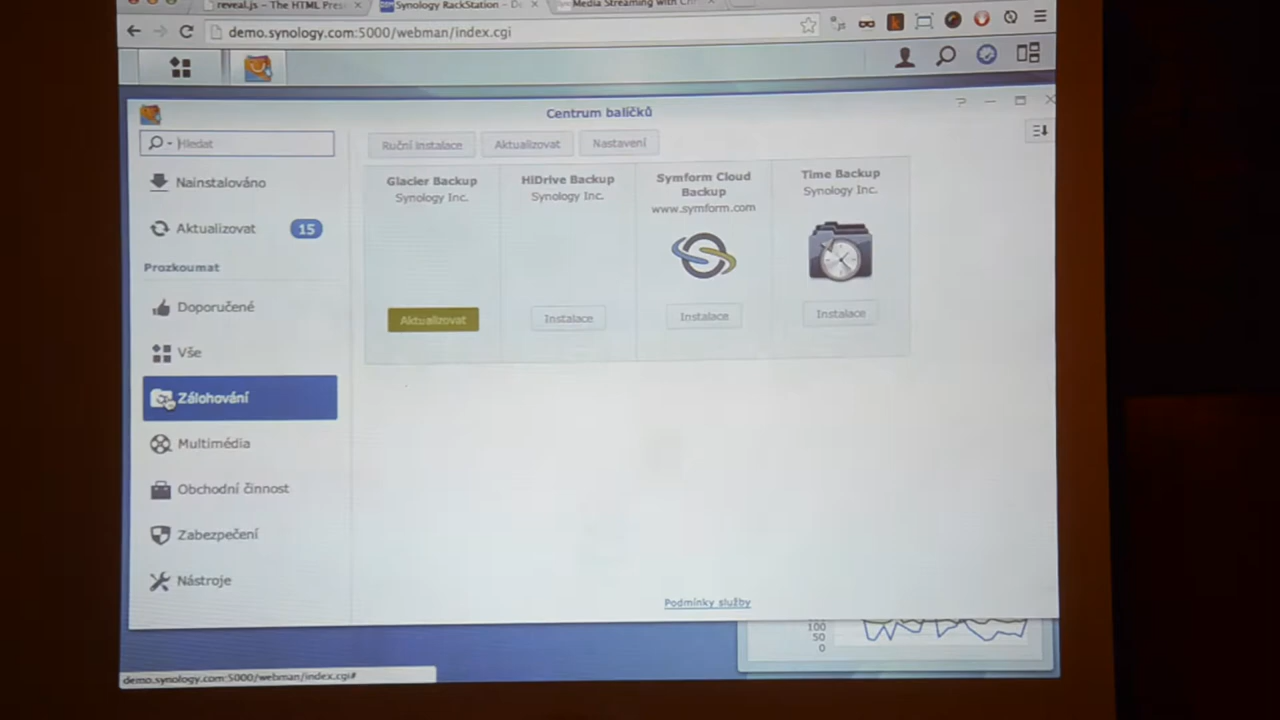 reveal.js – The HTML Pres
Synology RackStation - D
Media Streaming with Ch
demo.synology.com:5000/webman/index.cgi
Centrum balíčků
Hledat
Ruční instalace
Aktualizovat
Nastavení
Nainstalováno
Aktualizovat
15
Prozkoumat
Doporučené
Vše
Zálohování
Multimédia
Obchodní činnost
Zabezpečení
Nástroje
Glacier Backup
Synology Inc.
Aktualizovat
HiDrive Backup
Synology Inc.
Instalace
Symform Cloud
Backup
www.symform.com
Instalace
Time Backup
Synology Inc.
Instalace
Podmínky služby
100
50
0
demo.synology.com:5000/webman/index.cgi#